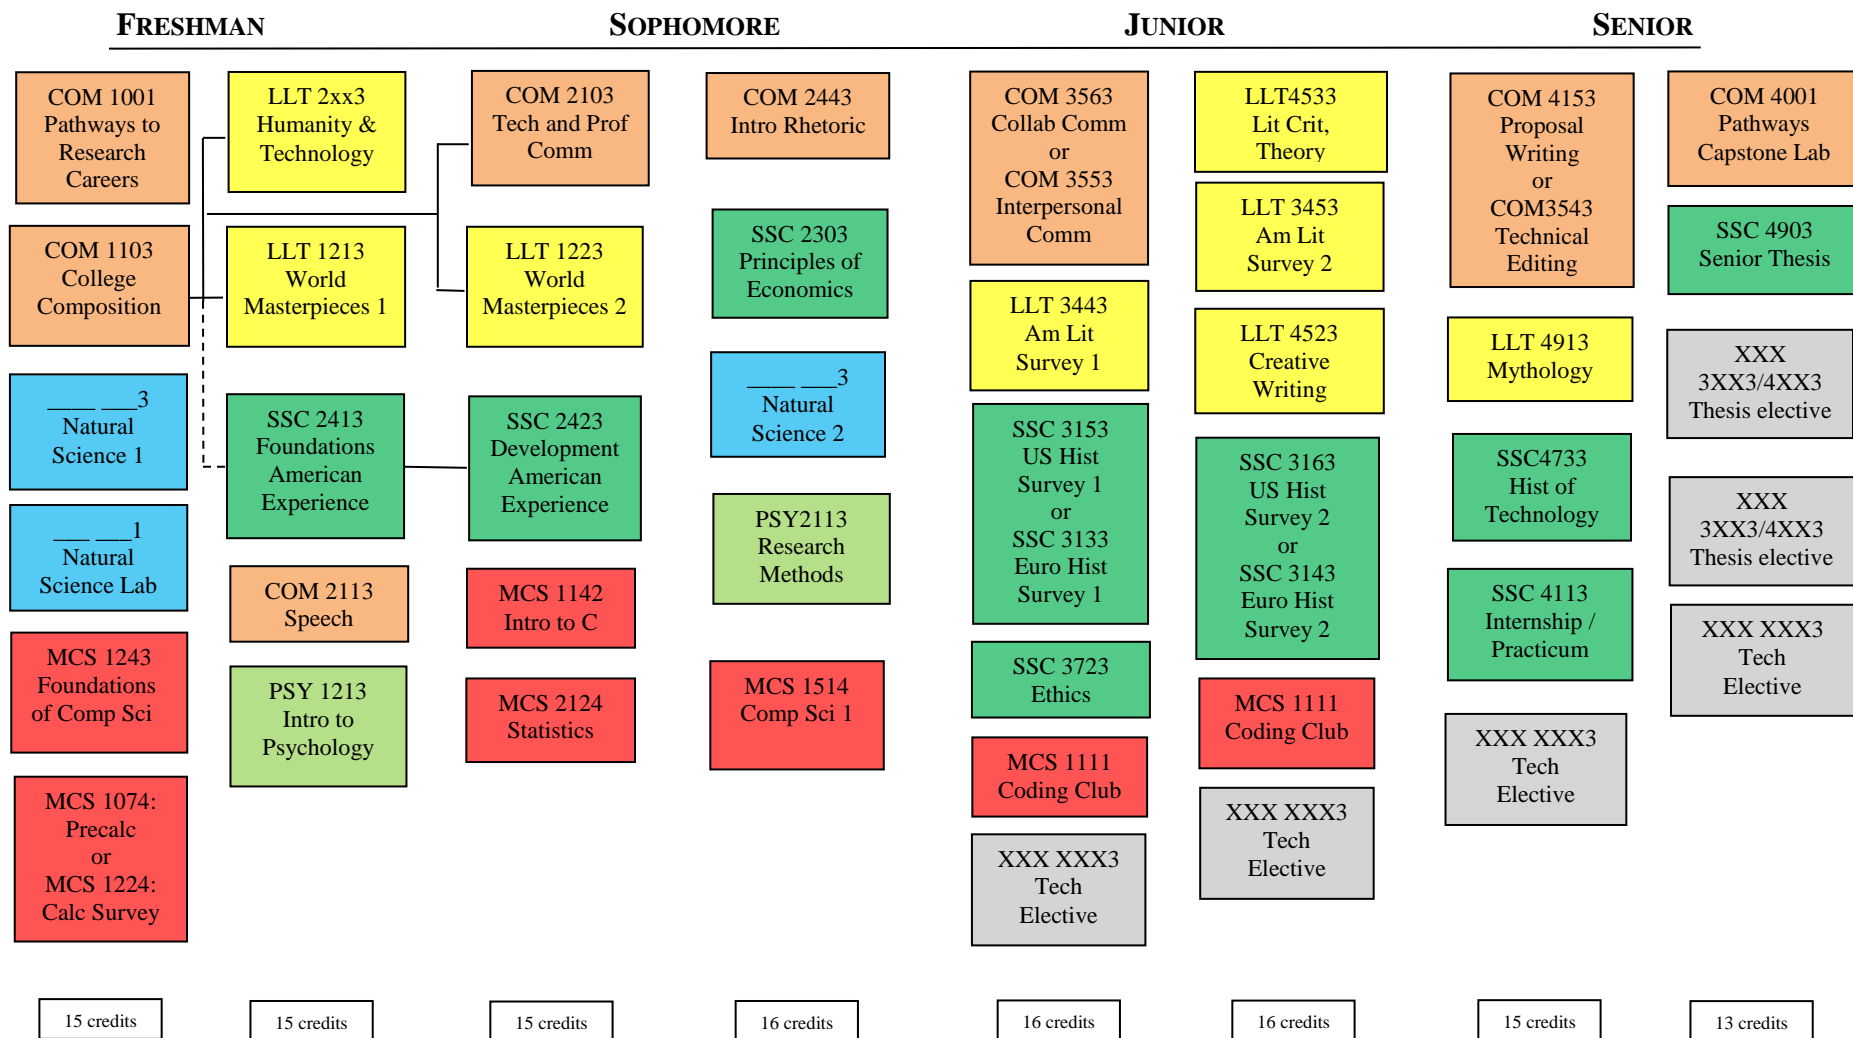 FRESHMAN SOPHOMORE JUNIOR SENIOR
COM 1001
Pathways to
Research
Careers
COM 1103
College
Composition
____ ___3
Natural
Science 1
___ ___1
Natural
Science Lab
MCS 1243
Foundations
of Comp Sci
MCS 1074:
Precalc
or
MCS 1224:
Calc Survey
15 credits
LLT 2xx3
Humanity &
Technology
LLT 1213
World
Masterpieces 1
SSC 2413
Foundations
American
Experience
COM 2113
Speech
PSY 1213
Intro to
Psychology
15 credits
COM 2103
Tech and Prof
Comm
LLT 1223
World
Masterpieces 2
SSC 2423
Development
American
Experience
MCS 1142
Intro to C
MCS 2124
Statistics
15 credits
COM 2443
Intro Rhetoric
SSC 2303
Principles of
Economics
____ ___3
Natural
Science 2
PSY2113
Research
Methods
MCS 1514
Comp Sci 1
16 credits
COM 3563
Collab Comm
or
COM 3553
Interpersonal
Comm
LLT 3443
Am Lit
Survey 1
SSC 3153
US Hist
Survey 1
or
SSC 3133
Euro Hist
Survey 1
SSC 3723
Ethics
MCS 1111
Coding Club
XXX XXX3
Tech
Elective
16 credits
LLT4533
Lit Crit,
Theory
LLT 3453
Am Lit
Survey 2
LLT 4523
Creative
Writing
SSC 3163
US Hist
Survey 2
or
SSC 3143
Euro Hist
Survey 2
MCS 1111
Coding Club
XXX XXX3
Tech
Elective
16 credits
COM 4153
Proposal
Writing
or
COM3543
Technical
Editing
LLT 4913
Mythology
SSC4733
Hist of
Technology
SSC 4113
Internship /
Practicum
XXX XXX3
Tech
Elective
15 credits
COM 4001
Pathways
Capstone Lab
SSC 4903
Senior Thesis
XXX
3XX3/4XX3
Thesis elective
XXX
3XX3/4XX3
Thesis elective
XXX XXX3
Tech
Elective
13 credits